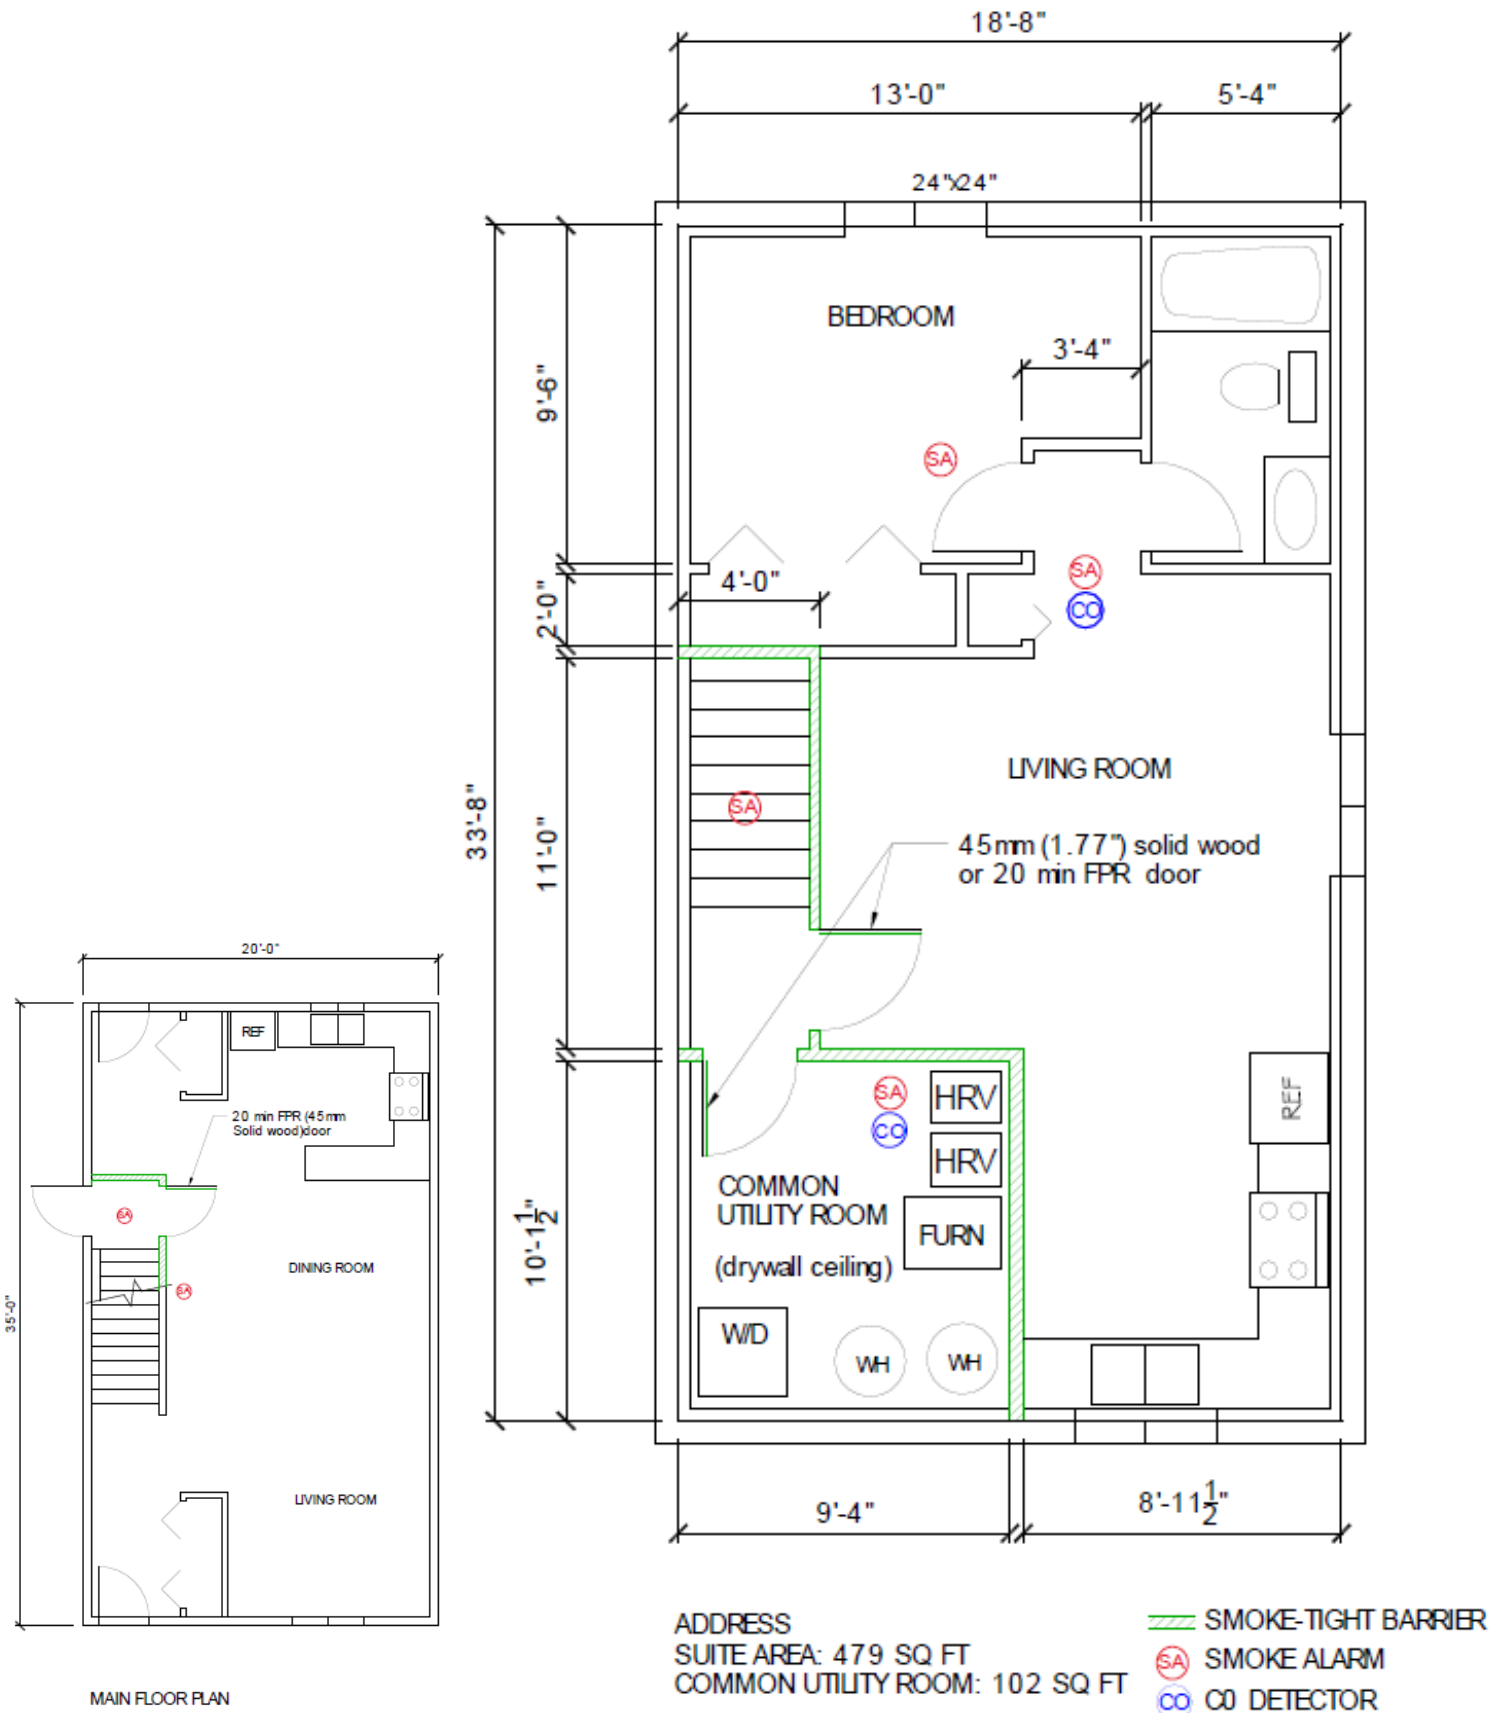 18'-8"
13'-0"
5'-4"
24"x24"
BEDROOM
3'-4"
9'-6"
SA
SA
CO
4'-0"
2'-0"
LIVING ROOM
33'-8"
11'-0"
SA
45mm (1.77") solid wood
or 20 min FPR door
SA
CO
HRV
HRV
REF
COMMON
UTILITY ROOM
FURN
(drywall ceiling)
10'-1 1/2"
W/D
WH
WH
9'-4"
8'-11 1/2"
20'-0"
REF
20 min FPR (45mm
Solid wood)door
SA
DINING ROOM
SA
35'-0"
LIVING ROOM
MAIN FLOOR PLAN
ADDRESS
SUITE AREA: 479 SQ FT
COMMON UTILITY ROOM: 102 SQ FT
SMOKE-TIGHT BARRIER
SA SMOKE ALARM
CO C0 DETECTOR